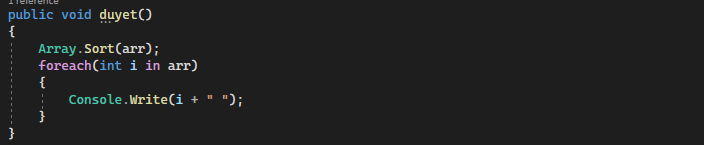 1 reference
public void duyet()
{
    Array.Sort(arr);
    foreach(int i in arr)
    {
        Console.Write(i + " ");
    }
}